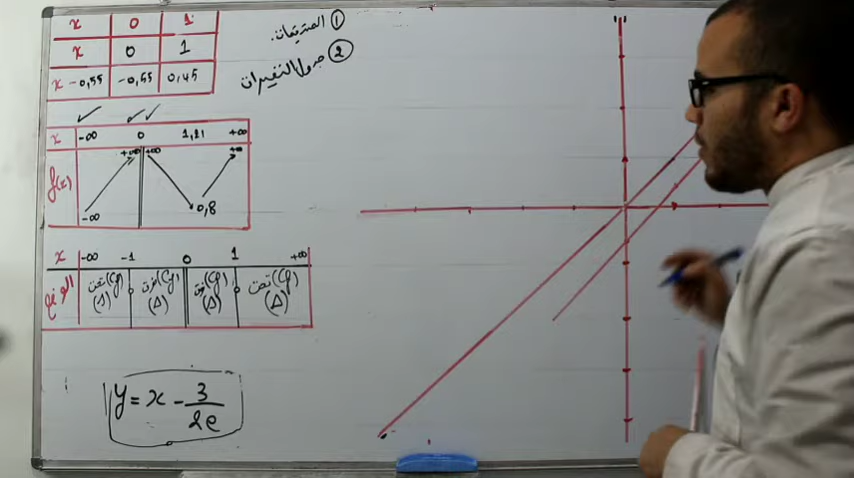 x 0 1
x 0 1
x - 0,55 -0,55 0,45
① المستقيمات.
② جدول التغيرات
x -∞ 0 1,21 +∞
f(x) -∞ +∞ +∞ 0,8 +∞
x -∞ -1 0 1 +∞
الوضع (Cf) تحت (Δ) (Cf) فوق (Δ) (Cf) فوق (Δ) (Cf) تحت (Δ)
y = x - 3/2e